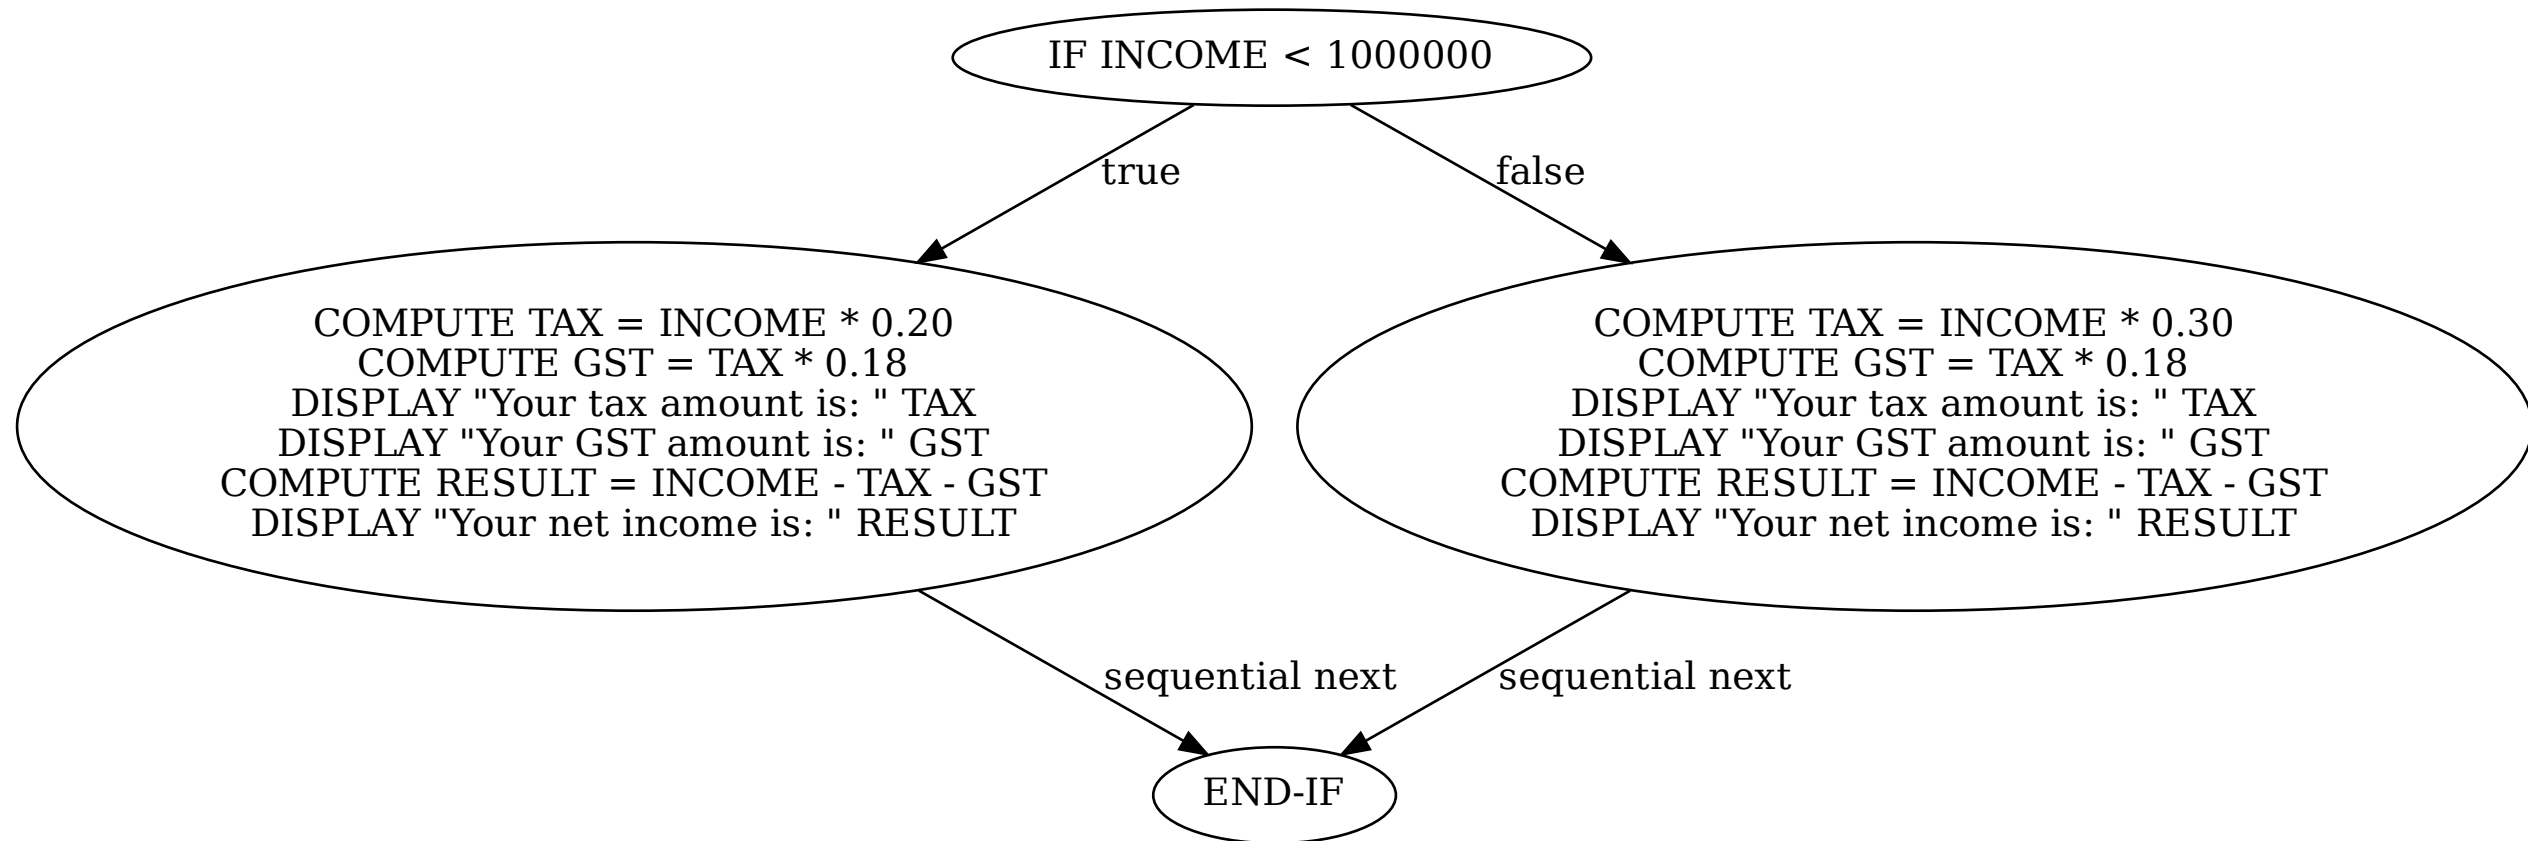 IF INCOME < 1000000
true
false
COMPUTE TAX = INCOME * 0.20
COMPUTE GST = TAX * 0.18
DISPLAY "Your tax amount is: " TAX
DISPLAY "Your GST amount is: " GST
COMPUTE RESULT = INCOME - TAX - GST
DISPLAY "Your net income is: " RESULT
COMPUTE TAX = INCOME * 0.30
COMPUTE GST = TAX * 0.18
DISPLAY "Your tax amount is: " TAX
DISPLAY "Your GST amount is: " GST
COMPUTE RESULT = INCOME - TAX - GST
DISPLAY "Your net income is: " RESULT
sequential next
sequential next
END-IF